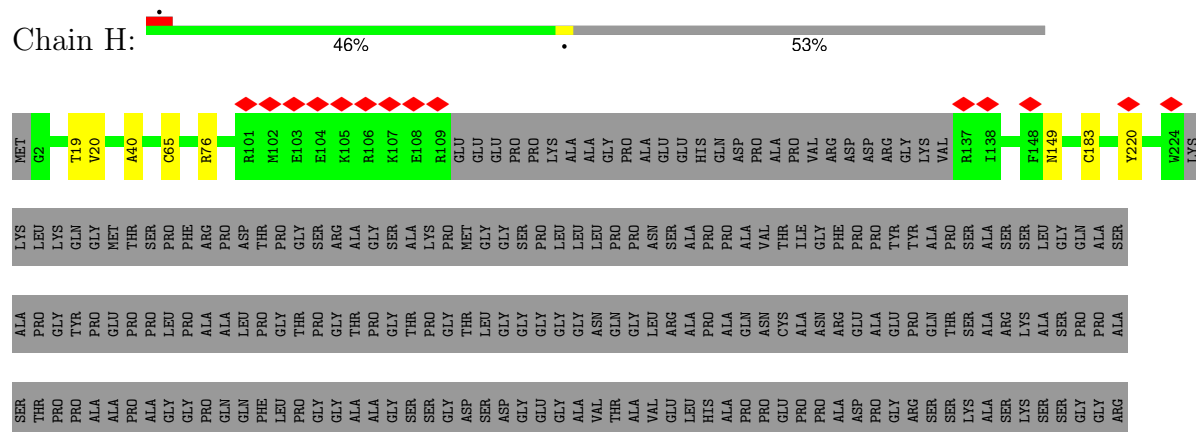 Chain H: 46% • 53%
•
MET G2 T19 V20 A40 C65 R76 R101 M102 E103 E104 K105 R106 K107 E108 R109 GLU GLU GLU PRO PRO LYS ALA ALA GLY PRO ALA GLU GLU HIS GLN ASP PRO ALA PRO VAL ARG ASP ASP ARG GLY LYS VAL R137 I138 F148 N149 C183 Y220 W224 LYS
LYS LEU LYS GLN GLY MET THR SER PRO PHE ARG PRO ASP THR PRO GLY SER ARG ALA GLY SER ALA LYS PRO MET GLY GLY SER PRO LEU LEU LEU PRO PRO ASN SER ALA PRO PRO ALA VAL THR ILE GLY PHE PRO PRO TYR TYR ALA PRO SER ALA SER SER LEU GLY GLN ALA SER
ALA PRO GLY TYR PRO GLU PRO PRO LEU PRO ALA ALA LEU PRO GLY THR PRO GLY THR PRO GLY THR PRO GLY THR LEU GLY GLY GLY GLY GLY ASN GLN GLY LEU ARG ALA PRO ALA GLN ASN CYS ALA ASN ARG GLU ALA GLU PRO GLN THR SER ALA ARG LYS ALA SER PRO PRO ALA
SER THR PRO PRO ALA ALA PRO ALA GLY GLY PRO GLN GLN PHE LEU PRO GLY GLY ALA ALA GLY SER SER GLY ASP SER ASP GLY GLU GLY ALA VAL THR ALA VAL GLU LEU HIS ALA PRO PRO GLU PRO PRO ALA ASP PRO GLY ARG SER SER LYS ALA SER LYS SER SER GLY GLY ARG